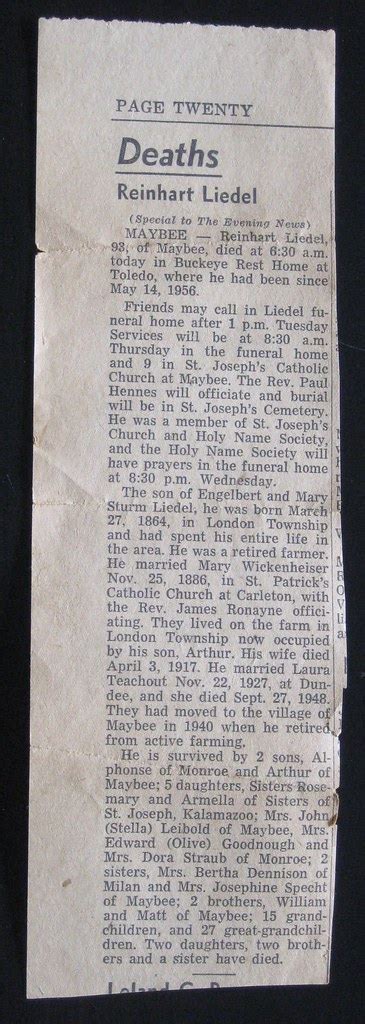 PAGE TWENTY
Deaths
Reinhart Liedel
(Special to The Evening News)
MAYBEE — Reinhart Liedel,
93, of Maybee, died at 6:30 a.m.
today in Buckeye Rest Home at
Toledo, where he had been since
May 14, 1956.
Friends may call in Liedel fu-
neral home after 1 p.m. Tuesday
Services will be at 8:30 a.m.
Thursday in the funeral home
and 9 in St. Joseph's Catholic
Church at Maybee. The Rev. Paul
Hennes will officiate and burial
will be in St. Joseph's Cemetery.
He was a member of St. Joseph's
Church and Holy Name Society,
and the Holy Name Society will
have prayers in the funeral home
at 8:30 p.m. Wednesday.
The son of Engelbert and Mary
Sturm Liedel, he was born March
27, 1864, in London Township
and had spent his entire life in
the area. He was a retired farmer.
He married Mary Wickenheiser
Nov. 25, 1886, in St. Patrick's
Catholic Church at Carleton, with
the Rev. James Ronayne offici-
ating. They lived on the farm in
London Township now occupied
by his son, Arthur. His wife died
April 3, 1917. He married Laura
Teachout Nov. 22, 1927, at Dun-
dee, and she died Sept. 27, 1948.
They had moved to the village of
Maybee in 1940 when he retired
from active farming.
He is survived by 2 sons, Al-
phonse of Monroe and Arthur of
Maybee; 5 daughters, Sisters Rose-
mary and Armella of Sisters of
St. Joseph, Kalamazoo; Mrs. John
(Stella) Leibold of Maybee, Mrs.
Edward (Olive) Goodnough and
Mrs. Dora Straub of Monroe; 2
sisters, Mrs. Bertha Dennison of
Milan and Mrs. Josephine Specht
of Maybee; 2 brothers, William
and Matt of Maybee; 15 grand-
children, and 27 great-grandchil-
dren. Two daughters, two broth-
ers and a sister have died.